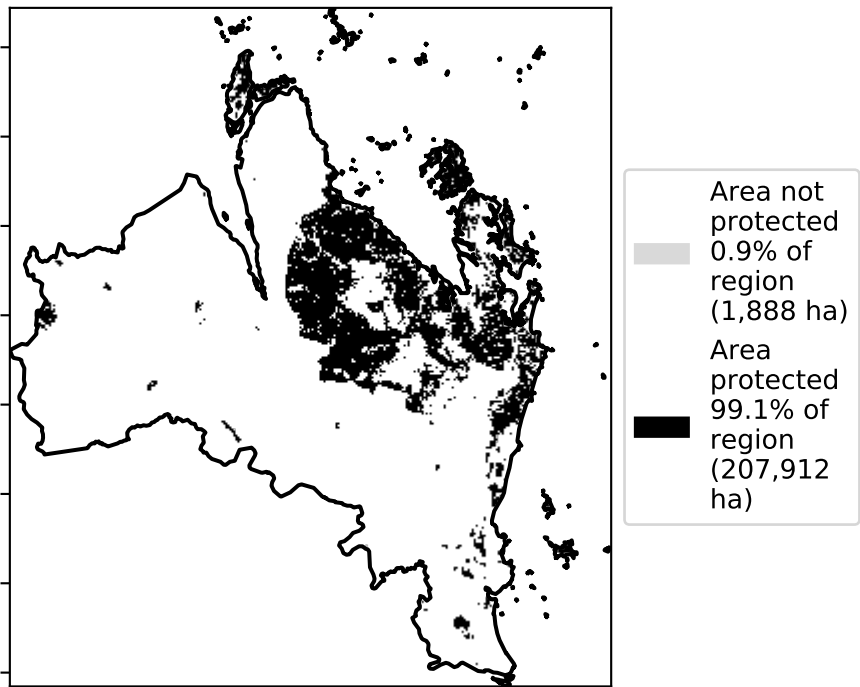 Area not
protected
0.9% of
region
(1,888 ha)
Area
protected
99.1% of
region
(207,912
ha)